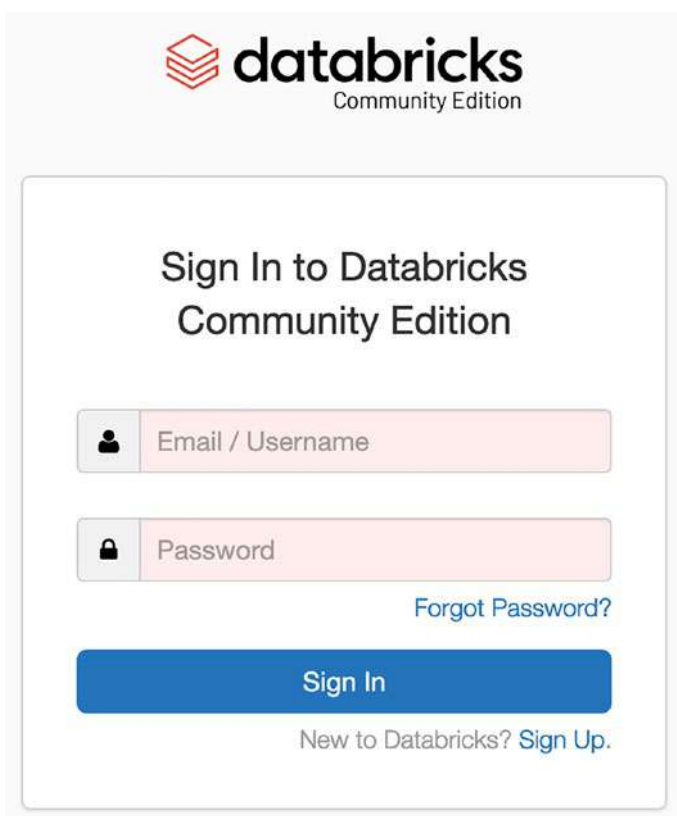 databricks
Community Edition
Sign In to Databricks
Community Edition
Email / Username
Password
Forgot Password?
Sign In
New to Databricks? Sign Up.